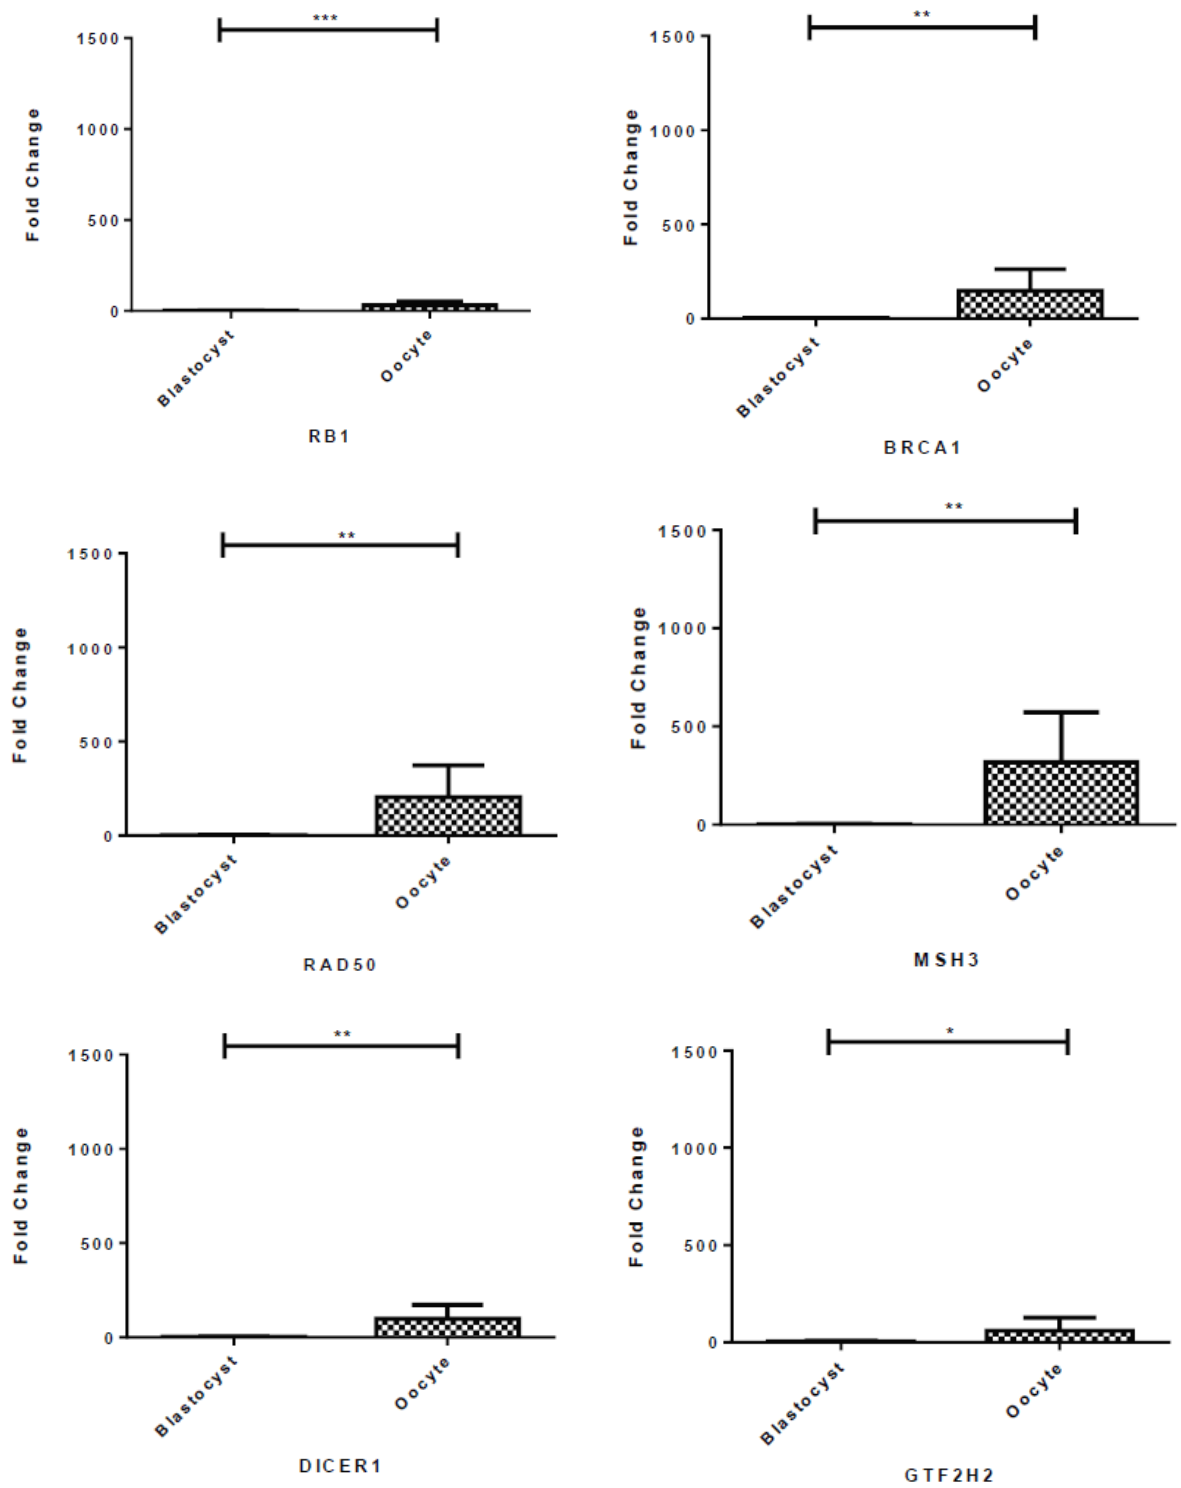 ***
1500
1000
500
0
Fold Change
Blastocyst
Oocyte
RB1
**
1500
1000
500
0
Fold Change
Blastocyst
Oocyte
BRCA1
**
1500
1000
500
0
Fold Change
Blastocyst
Oocyte
RAD50
**
1500
1000
500
0
Fold Change
Blastocyst
Oocyte
MSH3
**
1500
1000
500
0
Fold Change
Blastocyst
Oocyte
DICER1
*
1500
1000
500
0
Fold Change
Blastocyst
Oocyte
GTF2H2